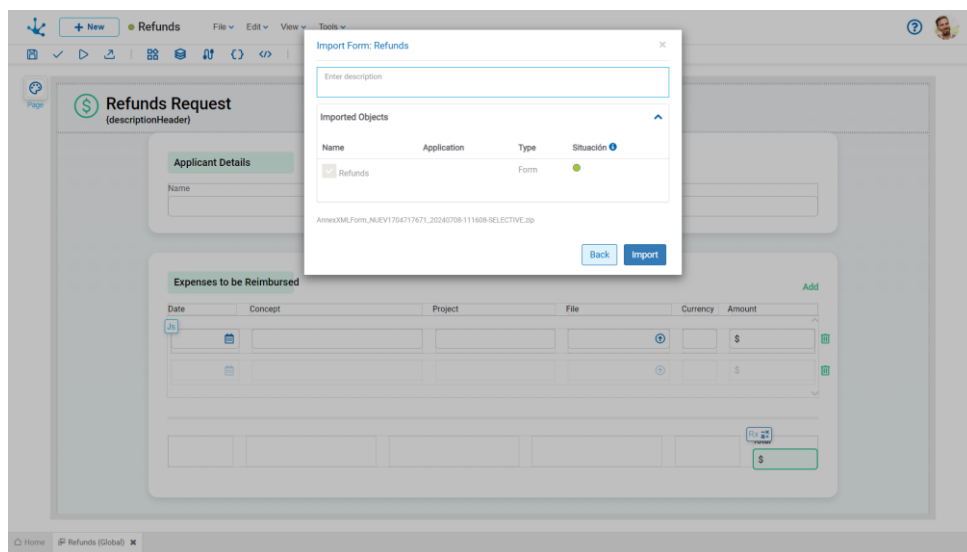 + New
Refunds
File Edit View Tools
Import Form: Refunds
Enter description
Imported Objects
Name Application Type Situación
Refunds Form
AnnexXMLForm_NUEV1704717671_20240708-111608-SELECTIVE.zip
Back Import
Page
Refunds Request
{descriptionHeader}
Applicant Details
Name
Expenses to be Reimbursed
Add
Date Concept Project File Currency Amount
Js
$
$
Rx
$
Home Refunds (Global)